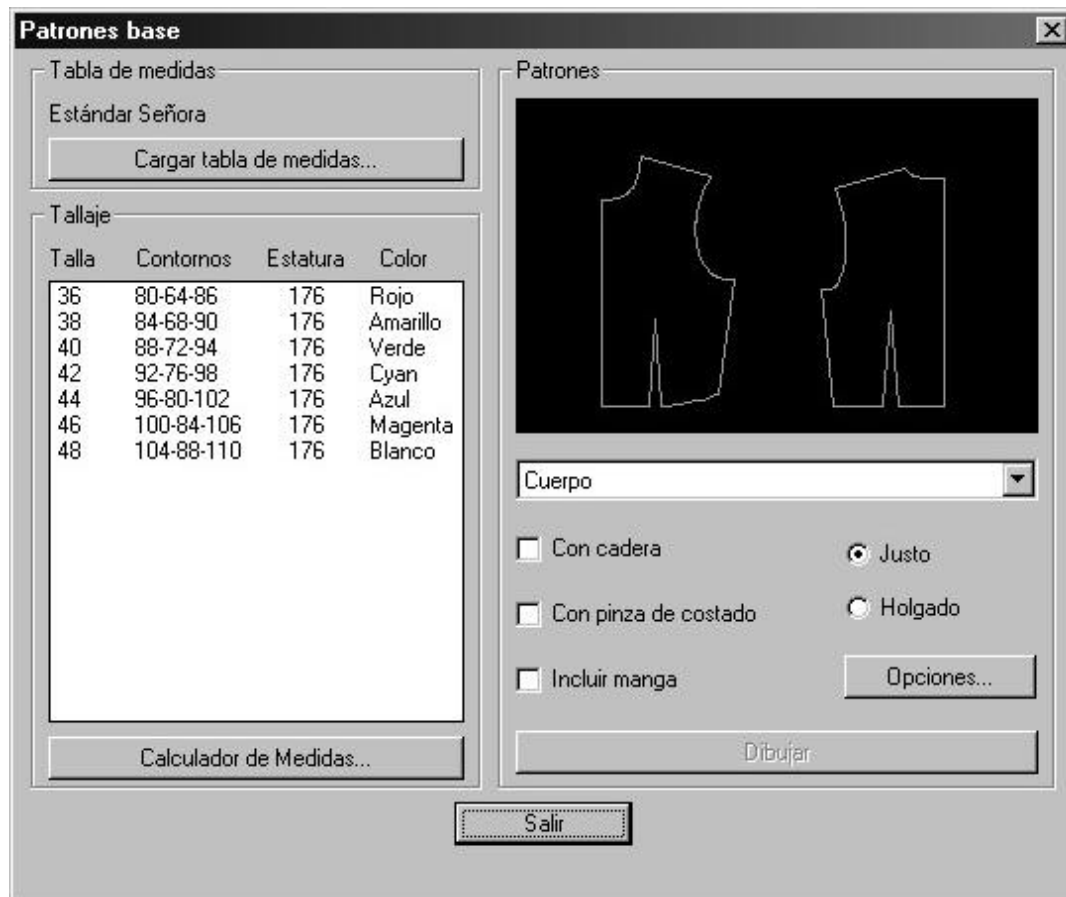 Patrones base
Tabla de medidas
Estándar Señora
Cargar tabla de medidas...
Tallaje
Talla Contornos Estatura Color
36 80-64-86 176 Rojo
38 84-68-90 176 Amarillo
40 88-72-94 176 Verde
42 92-76-98 176 Cyan
44 96-80-102 176 Azul
46 100-84-106 176 Magenta
48 104-88-110 176 Blanco
Calculador de Medidas...
Patrones
Cuerpo
Con cadera
Justo
Con pinza de costado
Holgado
Incluir manga
Opciones...
Dibujar
Salir